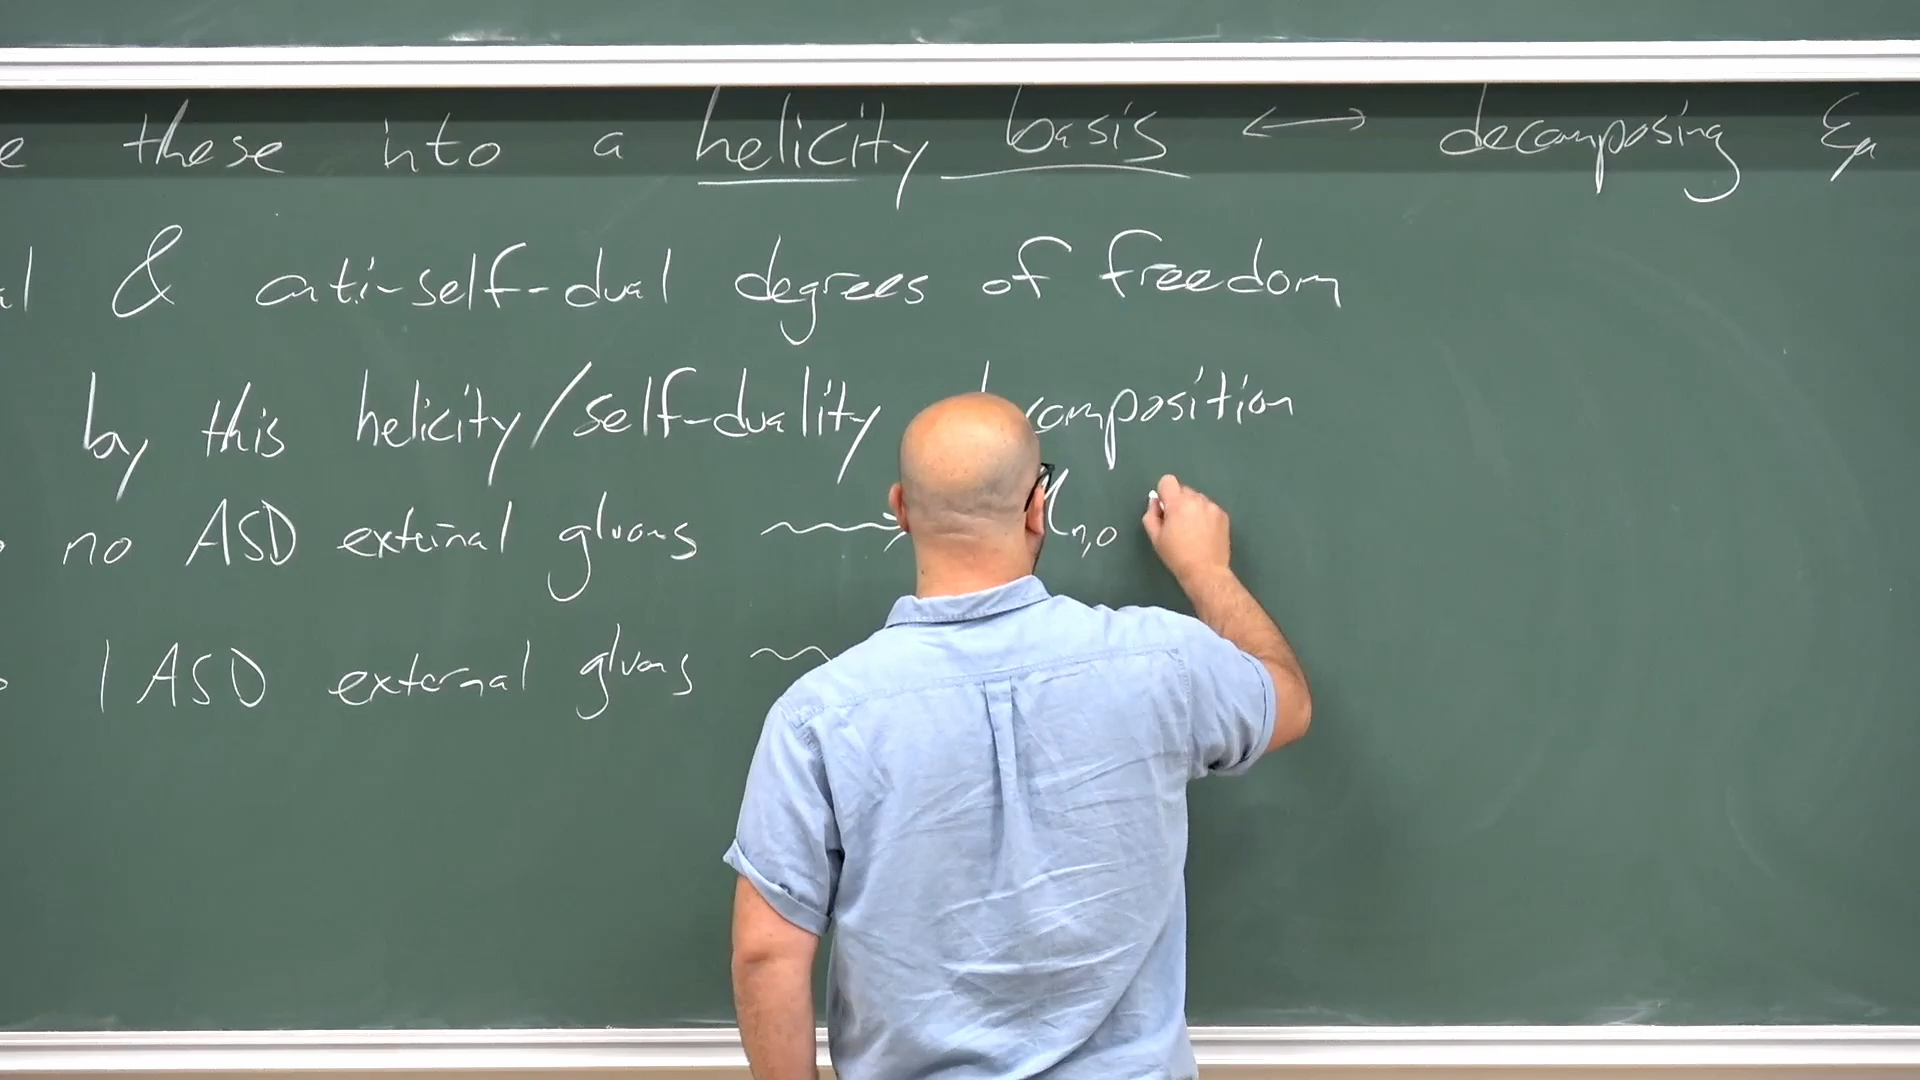 these into a helicity basis ↔ decomposing εμ
& anti-self-dual degrees of freedom
by this helicity/self-duality composition
no ASD external gluons n,0
1 ASD external gluons